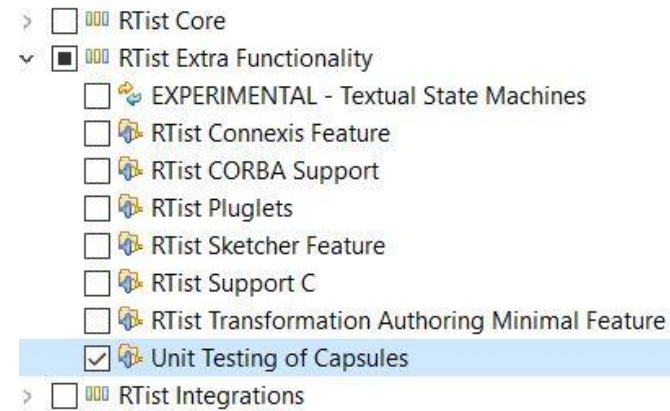 RTist Core
RTist Extra Functionality
EXPERIMENTAL - Textual State Machines
RTist Connexis Feature
RTist CORBA Support
RTist Pluglets
RTist Sketcher Feature
RTist Support C
RTist Transformation Authoring Minimal Feature
Unit Testing of Capsules
RTist Integrations